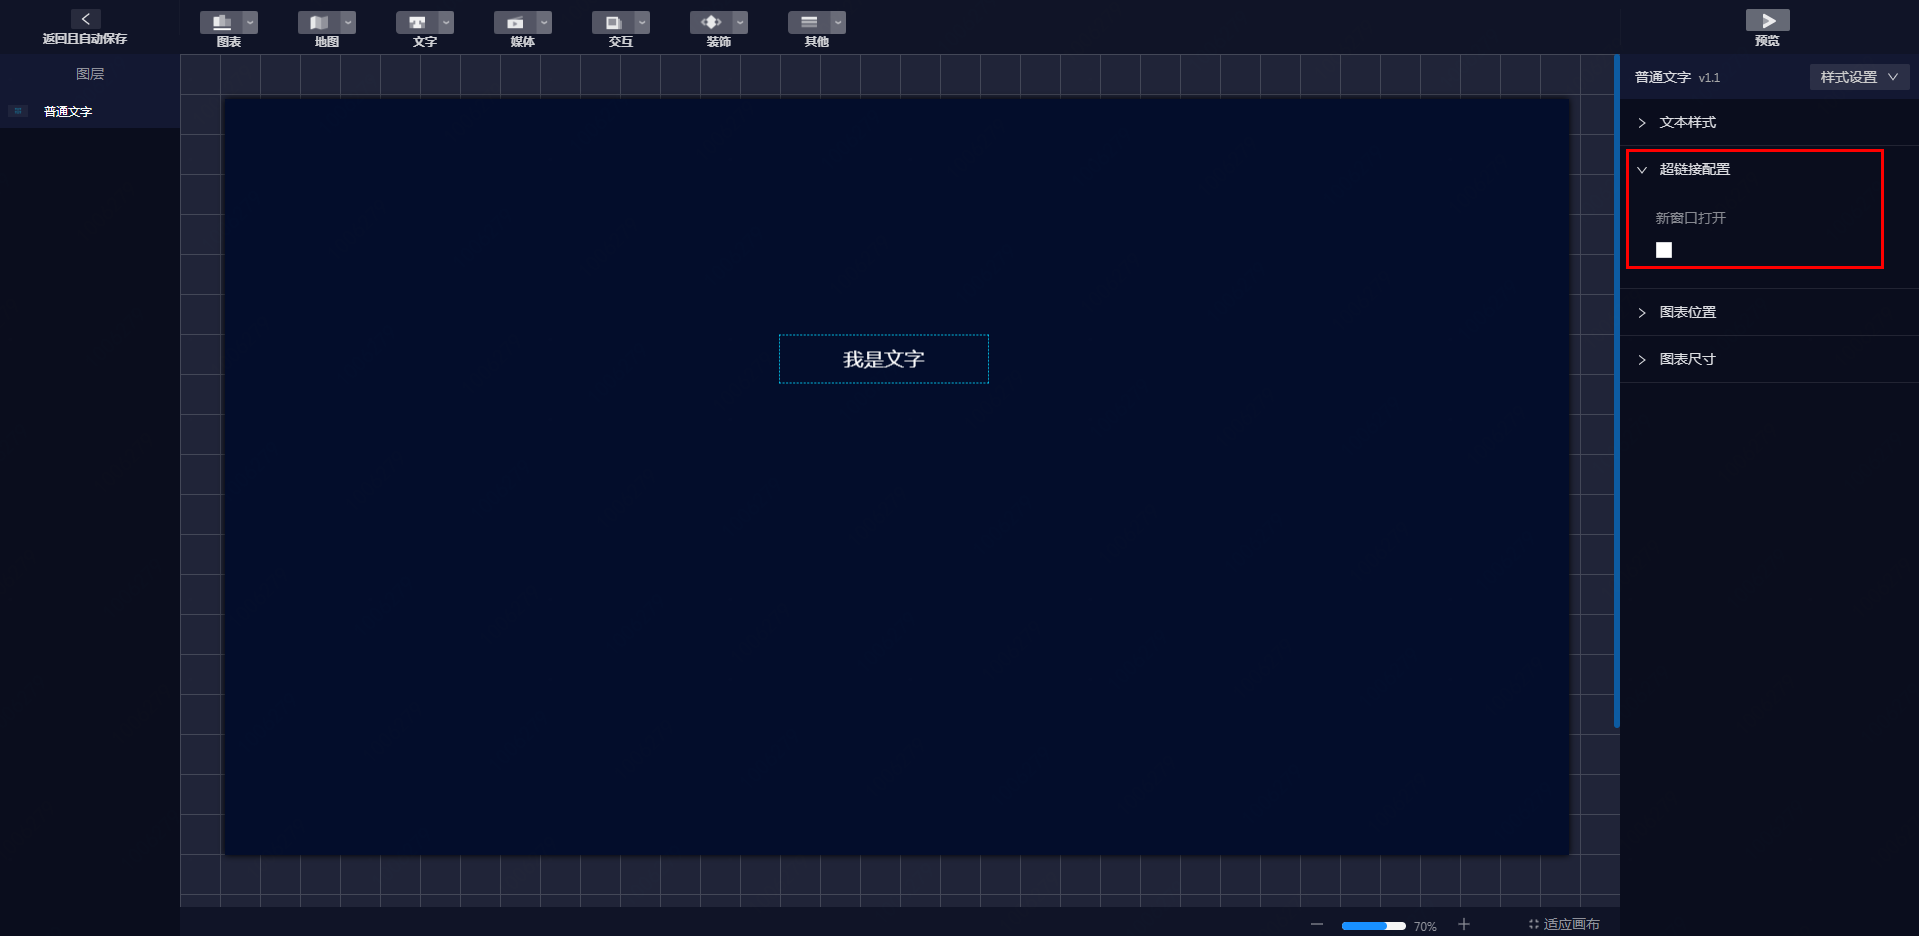 返回且自动保存
图表
地图
文字
媒体
交互
装饰
其他
预览
图层
普通文字
普通文字 v1.1
样式设置
文本样式
超链接配置
新窗口打开
图表位置
图表尺寸
我是文字
70%
适应画布